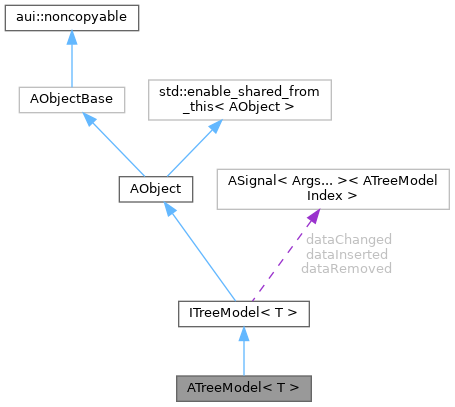 aui::noncopyable
AObjectBase
std::enable_shared_from
_this< AObject >
AObject
ASignal< Args... >< ATreeModel
Index >
dataChanged
dataInserted
dataRemoved
ITreeModel< T >
ATreeModel< T >